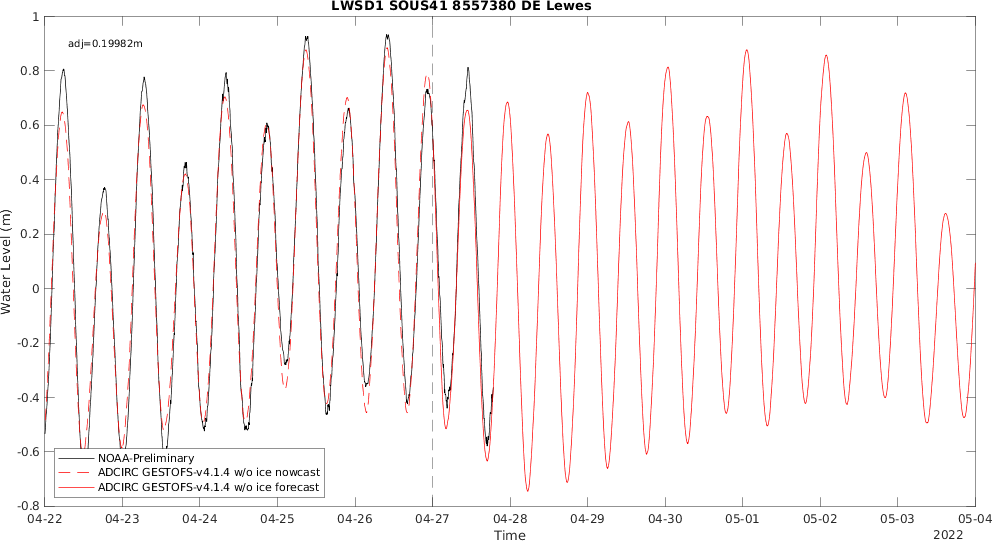 LWSD1 SOUS41 8557380 DE Lewes
adj=0.19982m
1
0.8
0.6
0.4
0.2
0
-0.2
-0.4
-0.6
-0.8
Water Level (m)
NOAA-Preliminary
ADCIRC GESTOFS-v4.1.4 w/o ice nowcast
ADCIRC GESTOFS-v4.1.4 w/o ice forecast
04-22 04-23 04-24 04-25 04-26 04-27 04-28 04-29 04-30 05-01 05-02 05-03 05-04
Time
2022